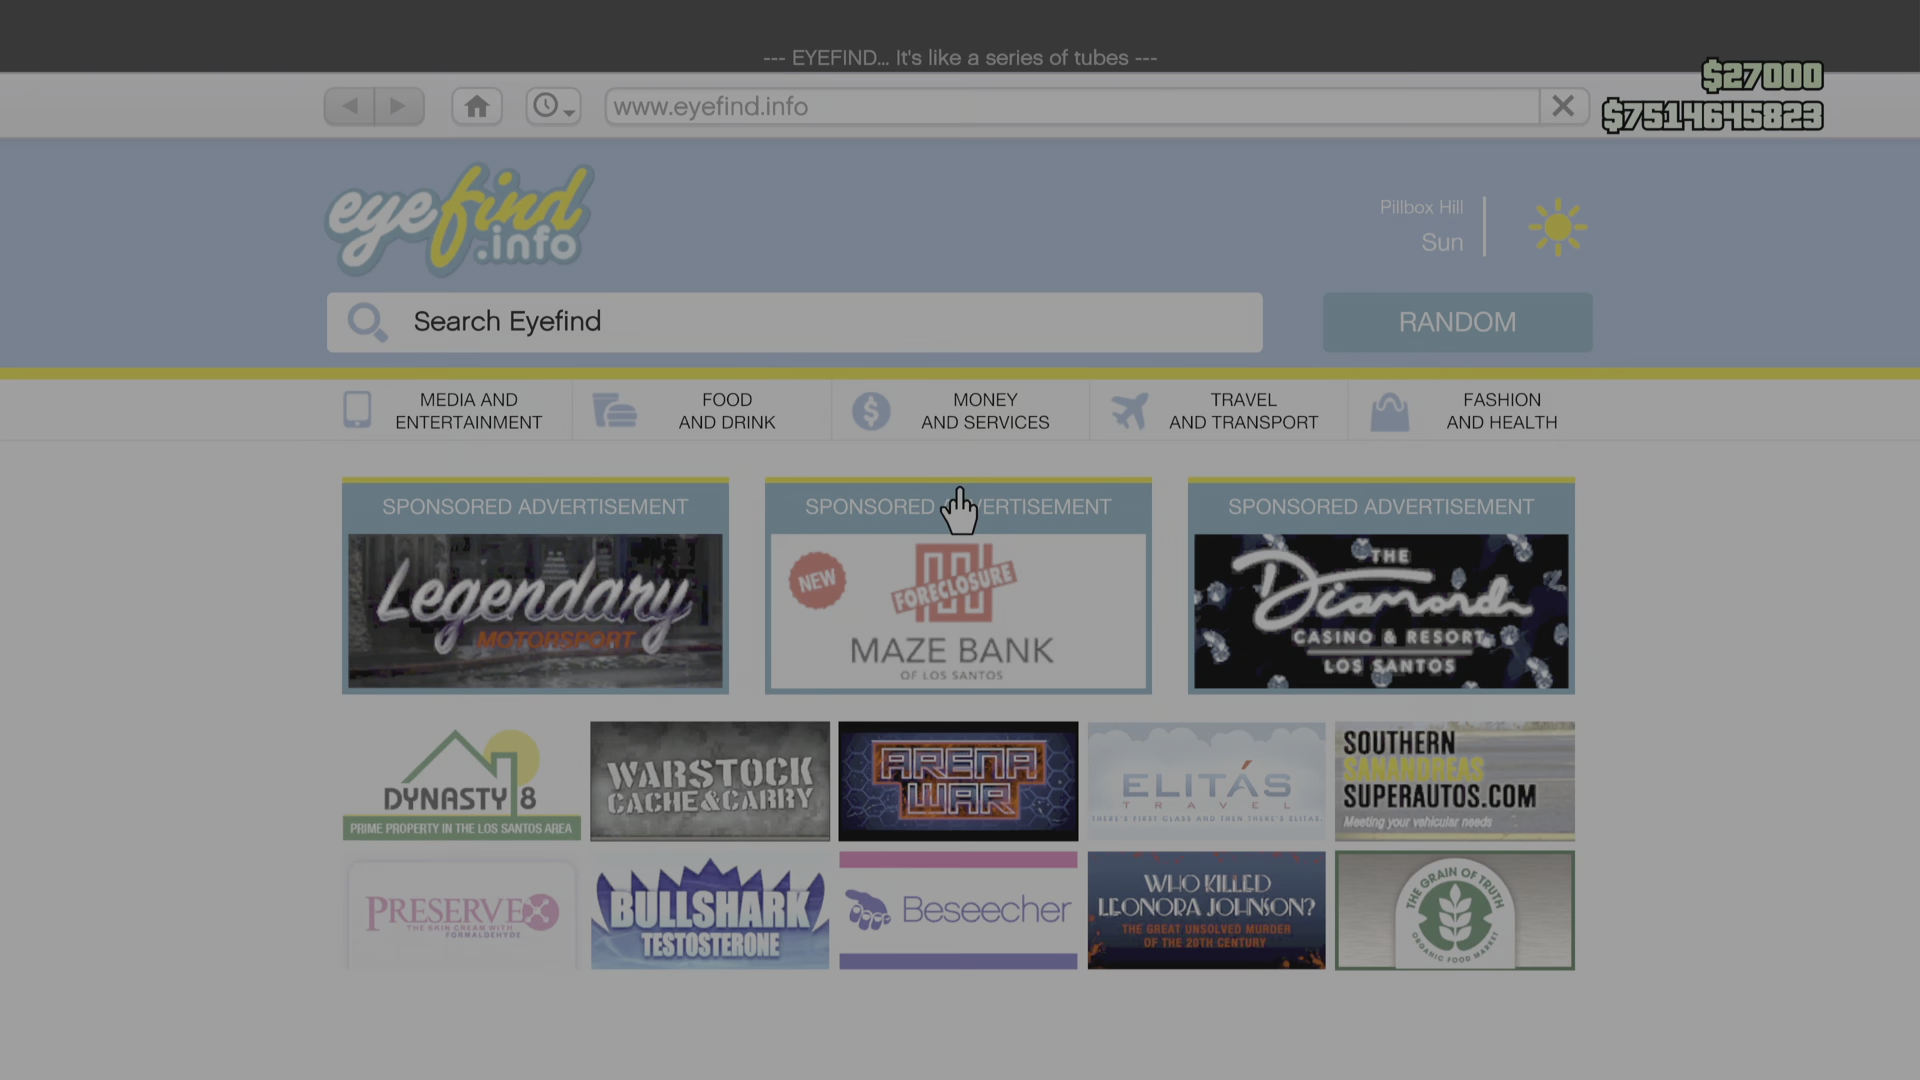 --- EYEFIND... It's like a series of tubes ---
$27000
www.eyefind.info
$7514645823
eyefind
.info
Pillbox Hill
Sun
Search Eyefind
RANDOM
MEDIA AND
ENTERTAINMENT
FOOD
AND DRINK
MONEY
AND SERVICES
TRAVEL
AND TRANSPORT
FASHION
AND HEALTH
SPONSORED ADVERTISEMENT
Legendary
MOTORSPORT
SPONSORED ADVERTISEMENT
NEW
FORECLOSURE
MAZE BANK
OF LOS SANTOS
SPONSORED ADVERTISEMENT
THE
Diamond
CASINO & RESORT
LOS SANTOS
DYNASTY 8
PRIME PROPERTY IN THE LOS SANTOS AREA
WARSTOCK
CACHE&CARRY
ARENA
WAR
ELITÁS
TRAVEL
THERE'S FIRST CLASS AND THEN THERE'S ELITAS.
SOUTHERN
SANANDREAS
SUPERAUTOS.COM
Meeting your vehicular needs
PRESERVEX
THE SKIN CREAM WITH
FORMALDEHYDE
BULLSHARK
TESTOSTERONE
Beseecher
WHO KILLED
LEONORA JOHNSON?
THE GREAT UNSOLVED MURDER
OF THE 20TH CENTURY
THE GRAIN OF TRUTH
ORGANIC FOOD MARKET